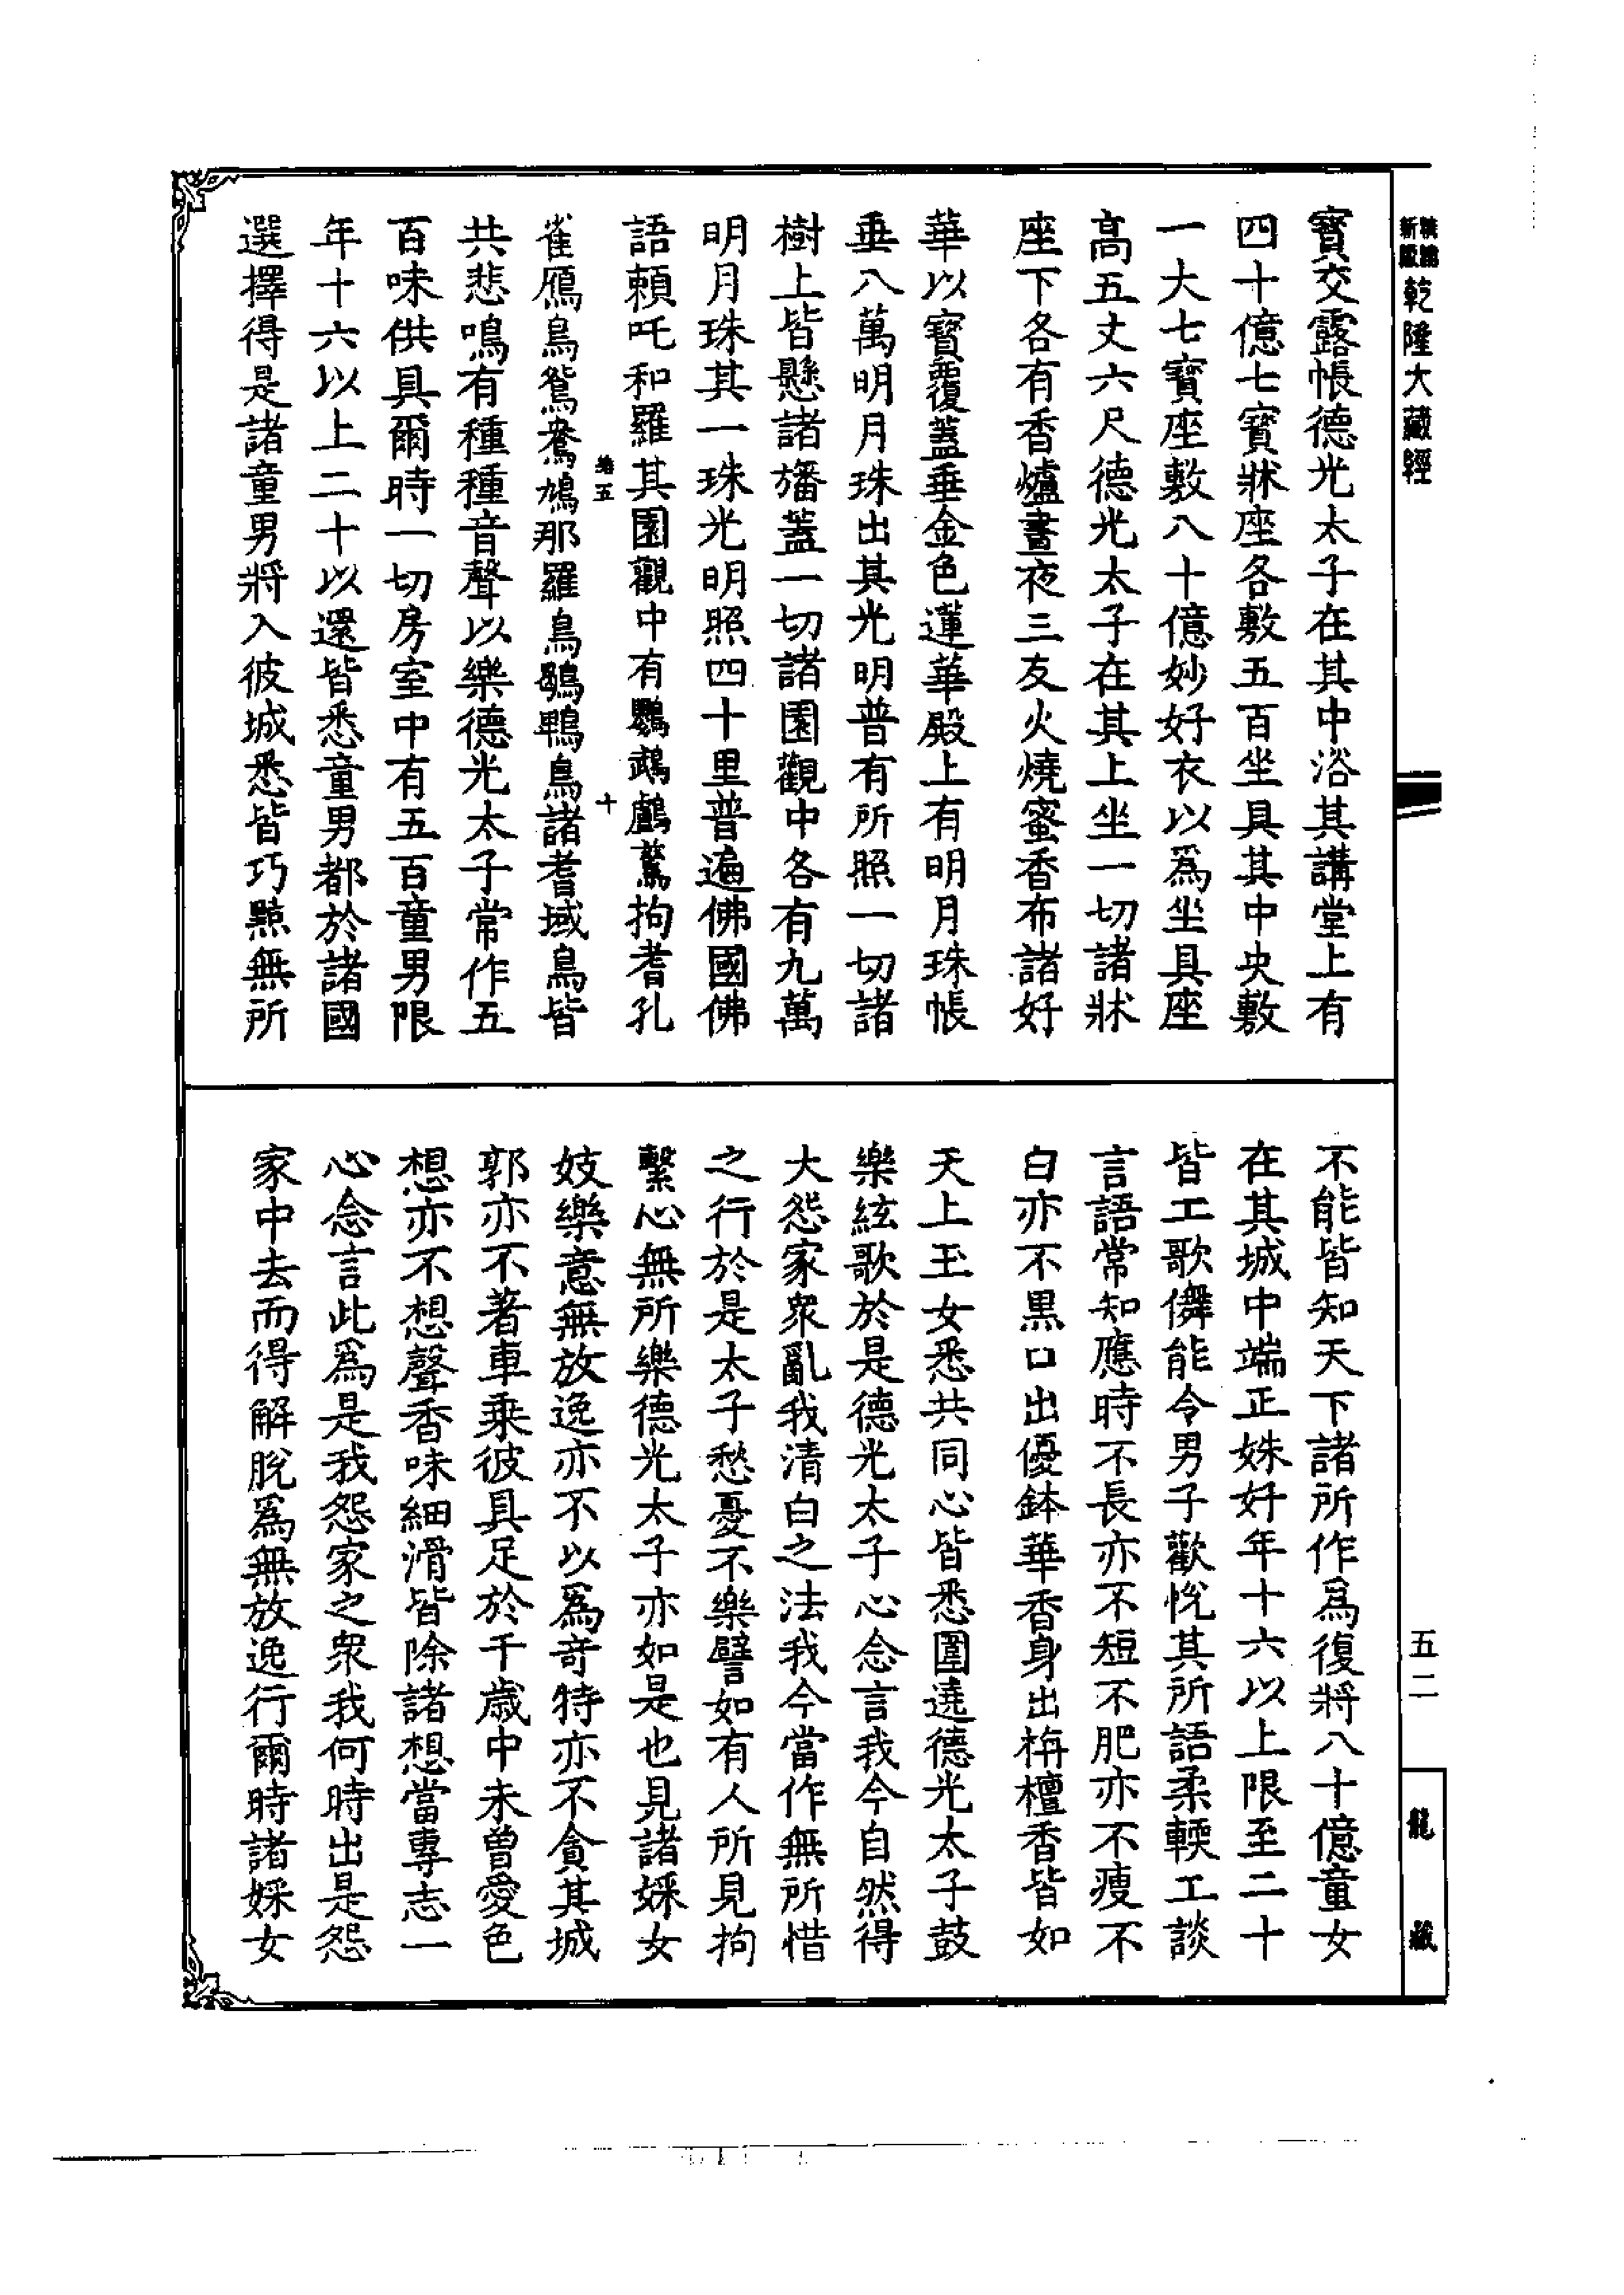 乾隆大藏經
寶交露帳德光太子在其中浴其講堂上有
四十億七寶牀座各敷五百坐具其中央敷
一大七寶座敷八十億妙好衣以爲坐具座
高五丈六尺德光太子在其上坐一切諸牀
座下各有香爐晝夜三反火燒蜜香布諸好
華以寶覆蓋垂金色蓮華殿上有明月珠帳
垂八萬明月珠出其光明普有所照一切諸
樹上皆懸諸旛蓋一切諸園觀中各有九萬
明月珠其一珠光明照四十里普遍佛國佛
語賴吒和羅其園觀中有鸚鵡鸕鶿拘耆孔
卷五 十
雀鴈鳥鴛鴦鳩那羅鳥鶡鴨鳥諸耆域鳥皆
共悲鳴有種種音聲以樂德光太子常作五
百味供具爾時一切房室中有五百童男限
年十六以上二十以還皆悉童男都於諸國
選擇得是諸童男將入彼城悉皆巧黠無所
不能皆知天下諸所作爲復將八十億童女
在其城中端正姝好年十六以上限至二十
皆工歌儛能令男子歡悅其所語柔輭工談
言語常知應時不長亦不短不肥亦不瘦不
白亦不黑口出優鉢華香身出栴檀香皆如
天上玉女悉共同心皆悉圍遶德光太子鼓
樂絃歌於是德光太子心念言我今自然得
大怨家衆亂我清白之法我今當作無所惜
之行於是太子愁憂不樂譬如有人所見拘
繫心無所樂德光太子亦如是也見諸婇女
妓樂意無放逸亦不以爲奇特亦不貪其城
郭亦不著車乗彼具足於千歲中未曾愛色
想亦不想聲香味細滑皆除諸想當專志一
心念言此爲是我怨家之衆我何時出是怨
家中去而得解脫爲無放逸行爾時諸婇女
五二
龍藏